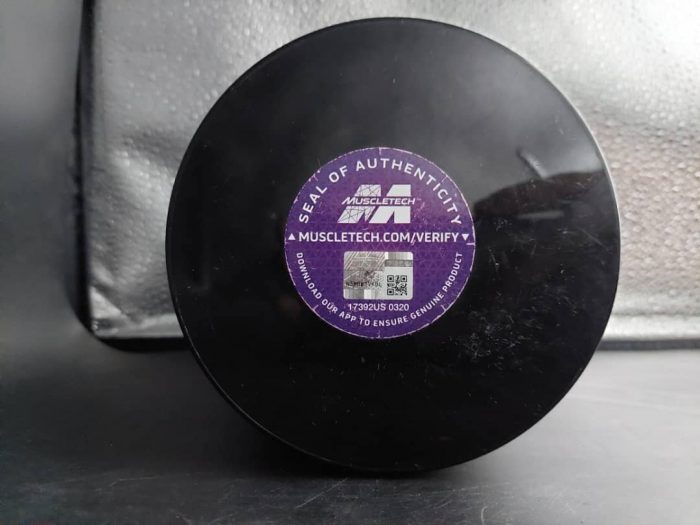 SEAL OF AUTHENTICITY
MUSCLETECH
▲ MUSCLETECH.COM/VERIFY ▼
17392US 0320
DOWNLOAD OUR APP TO ENSURE GENUINE PRODUCT